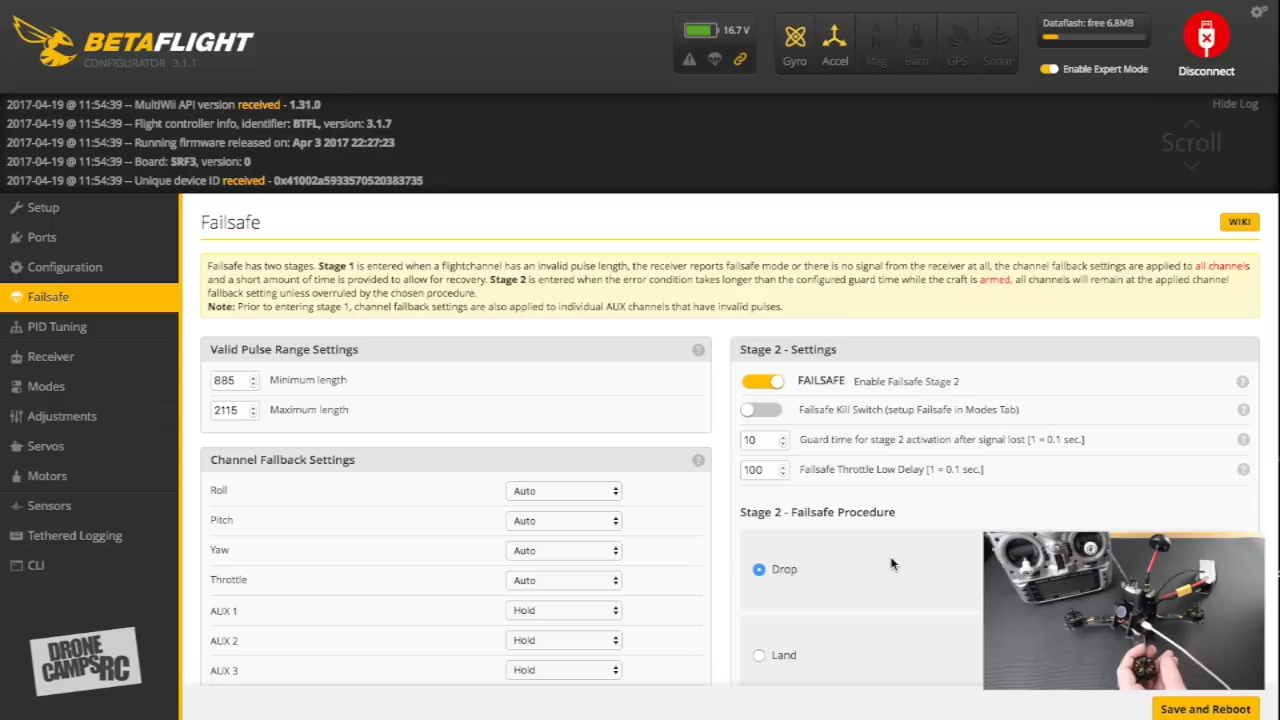 BETAFLIGHT
CONFIGURATOR 3.1.1
16.7 V
Gyro
Accel
Mag
Baro
GPS
Sonar
Dataflash: free 6.8MB
Enable Expert Mode
Disconnect
2017-04-19 @ 11:54:39 -- MultiWii API version received - 1.31.0
2017-04-19 @ 11:54:39 -- Flight controller info, identifier: BTFL, version: 3.1.7
2017-04-19 @ 11:54:39 -- Running firmware released on: Apr 3 2017 22:27:23
2017-04-19 @ 11:54:39 -- Board: SRF3, version: 0
2017-04-19 @ 11:54:39 -- Unique device ID received - 0x41002a5933570520383735
Hide Log
Scroll
Setup
Ports
Configuration
Failsafe
PID Tuning
Receiver
Modes
Adjustments
Servos
Motors
Sensors
Tethered Logging
CLI
DRONE
CAMPSRC
Failsafe
WIKI
Failsafe has two stages. Stage 1 is entered when a flightchannel has an invalid pulse length, the receiver reports failsafe mode or there is no signal from the receiver at all, the channel fallback settings are applied to all channels
and a short amount of time is provided to allow for recovery. Stage 2 is entered when the error condition takes longer than the configured guard time while the craft is armed, all channels will remain at the applied channel
fallback setting unless overruled by the chosen procedure.
Note: Prior to entering stage 1, channel fallback settings are also applied to individual AUX channels that have invalid pulses.
Valid Pulse Range Settings
885 Minimum length
2115 Maximum length
Channel Fallback Settings
Roll Auto
Pitch Auto
Yaw Auto
Throttle Auto
AUX 1 Hold
AUX 2 Hold
AUX 3 Hold
Stage 2 - Settings
FAILSAFE Enable Failsafe Stage 2
Failsafe Kill Switch (setup Failsafe in Modes Tab)
10 Guard time for stage 2 activation after signal lost [1 = 0.1 sec.]
100 Failsafe Throttle Low Delay [1 = 0.1 sec.]
Stage 2 - Failsafe Procedure
Drop
Land
Save and Reboot